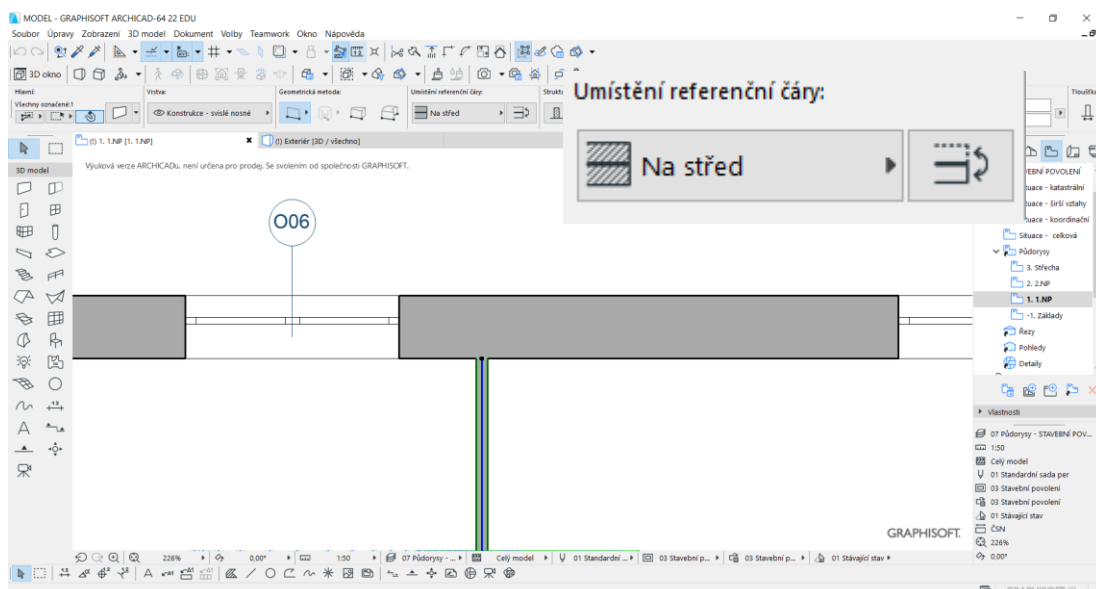 MODEL - GRAPHISOFT ARCHICAD-64 22 EDU
Soubor Úpravy Zobrazení 3D model Dokument Volby Teamwork Okno Nápověda
3D okno
Hlavní: Vrstva: Geometrická metoda: Umístění referenční čáry:
Všechny označené:1
Konstrukce - svislé nosné
Na střed
Umístění referenční čáry:
Na střed
(!) 1. 1.NP [1. 1.NP]
(!) Exteriér [3D / všechno]
3D model
Výuková verze ARCHICADu, není určena pro prodej. Se svolením od společnosti GRAPHISOFT.
O06
Situace - celková
Půdorysy
3. Střecha
2. 2.NP
1. 1.NP
-1. Základy
Řezy
Pohledy
Detaily
Vlastnosti
07 Půdorysy - STAVEBNÍ POV...
1:50
Celý model
01 Standardní sada per
03 Stavební povolení
03 Stavební povolení
01 Stávající stav
ČSN
226%
0,00°
GRAPHISOFT.
226% 0,00° 1:50 07 Půdorysy - ... Celý model 01 Standardní ... 03 Stavební p... 03 Stavební p... 01 Stávající stav